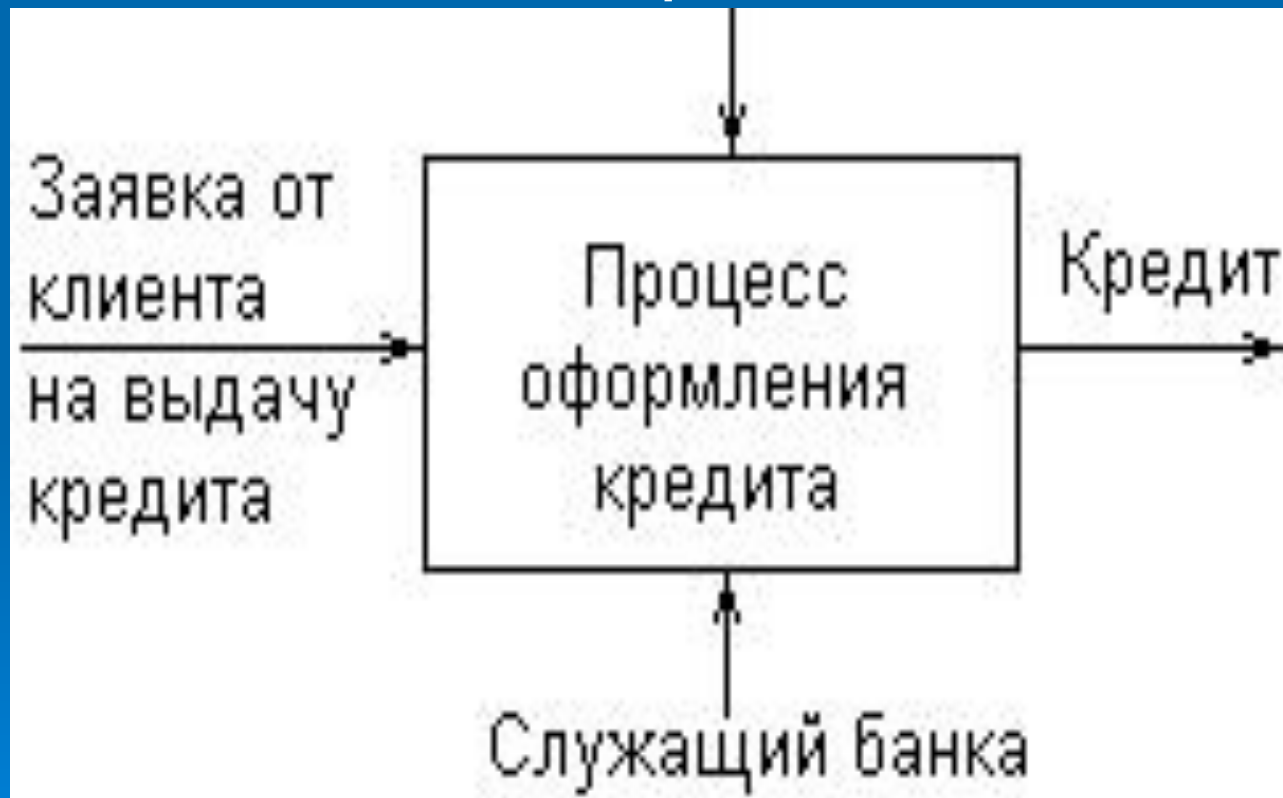 Заявка от
клиента
на выдачу
кредита
Процесс
оформления
кредита
Кредит
Служащий банка